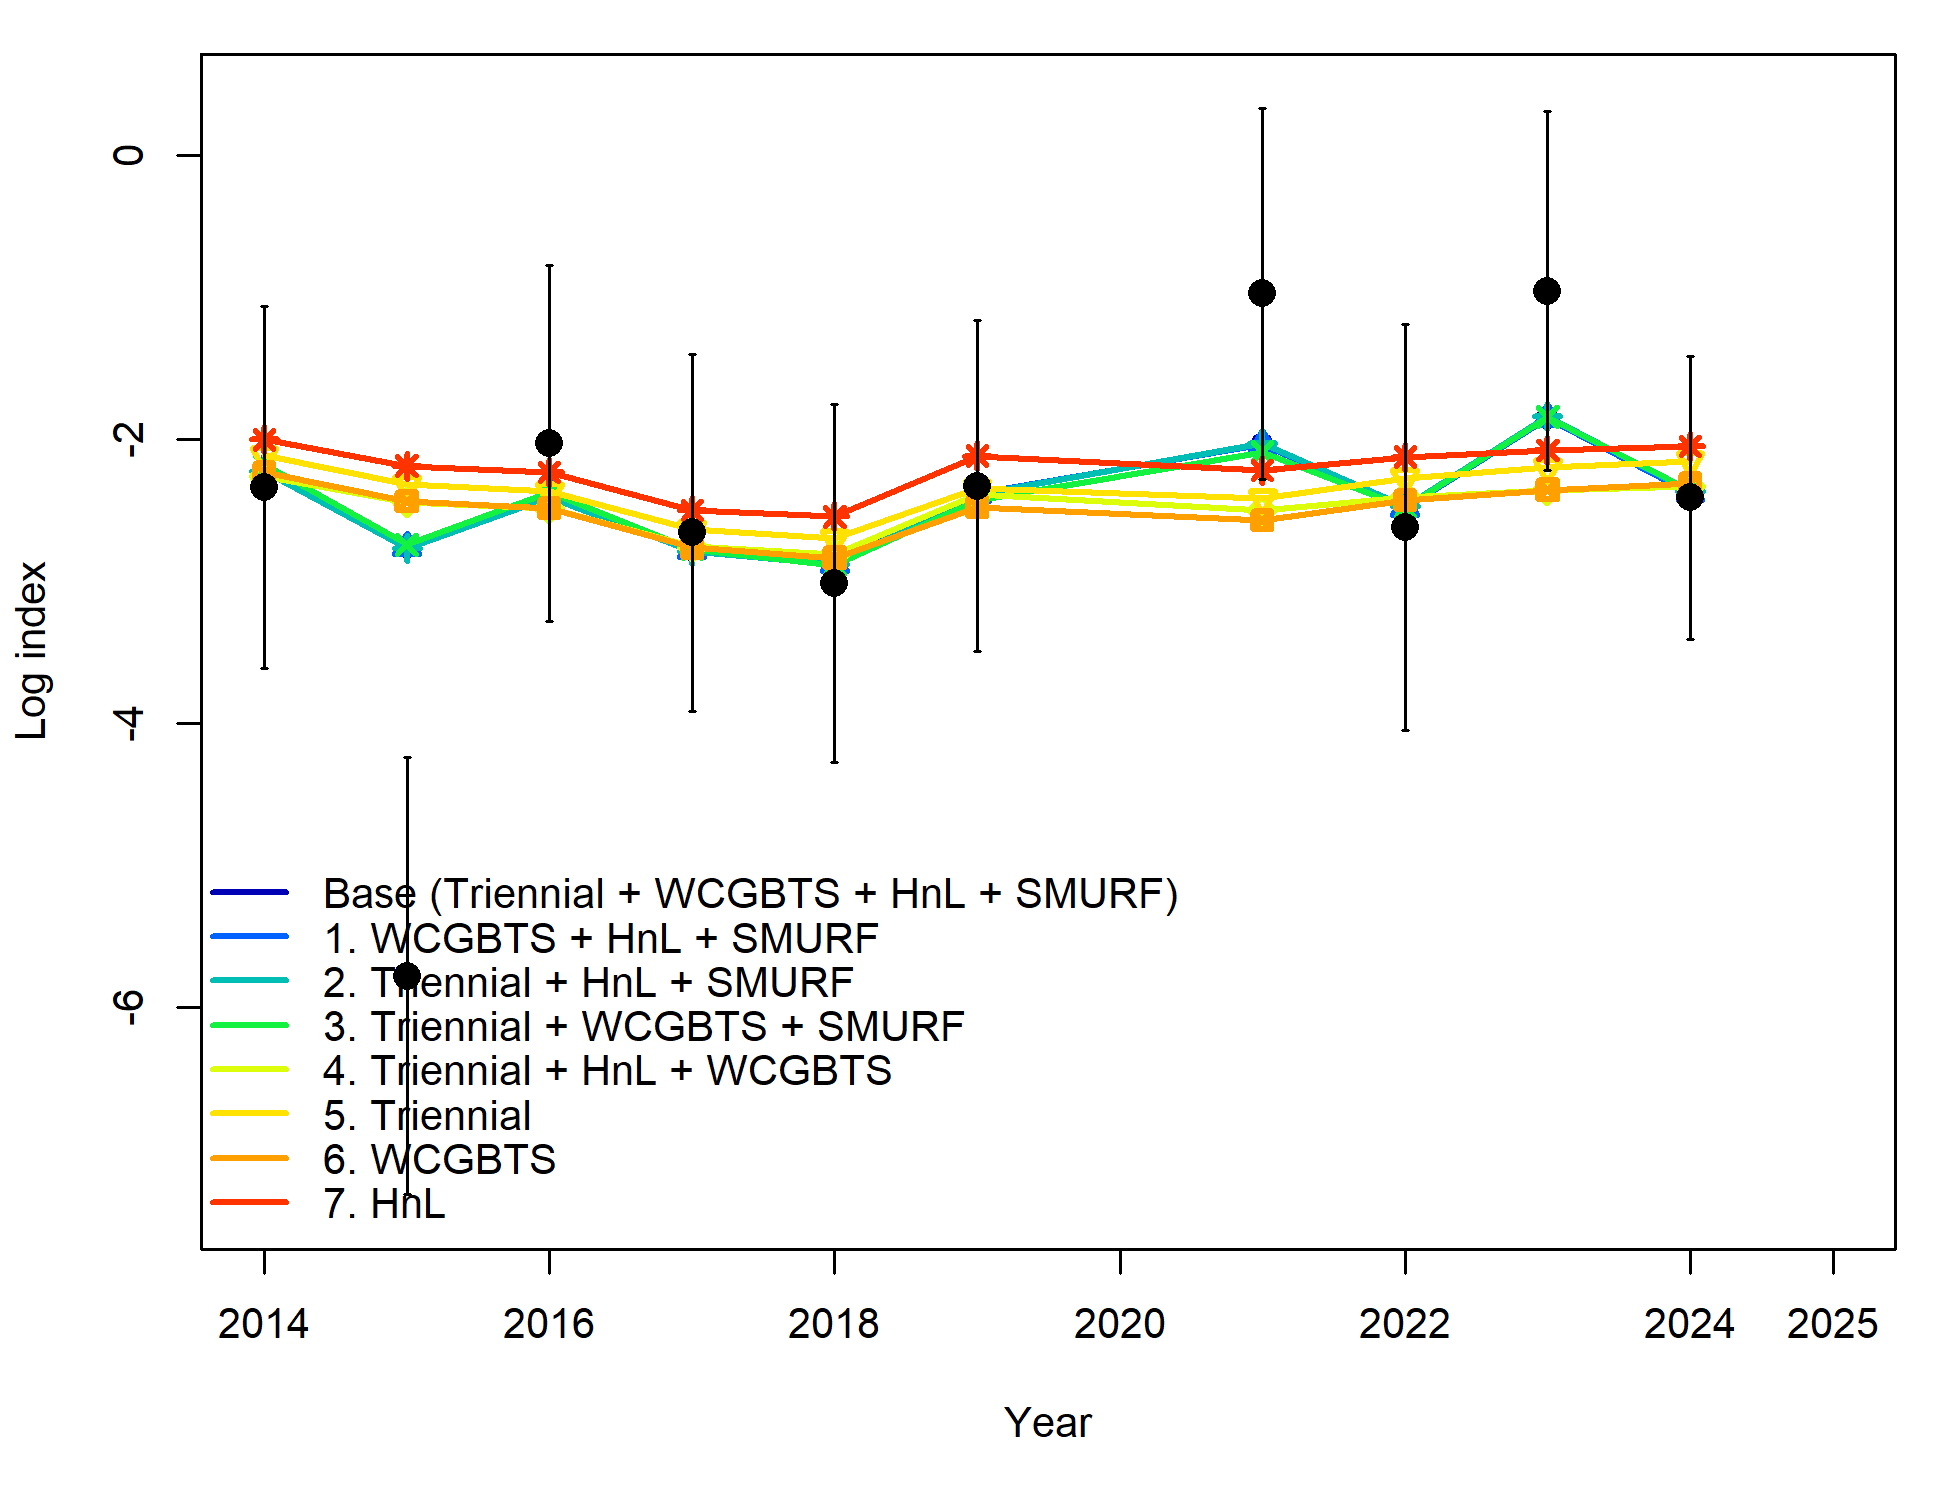 0
-2
-4
-6
Log index
Base (Triennial + WCGBTS + HnL + SMURF)
1. WCGBTS + HnL + SMURF
2. Triennial + HnL + SMURF
3. Triennial + WCGBTS + SMURF
4. Triennial + HnL + WCGBTS
5. Triennial
6. WCGBTS
7. HnL
2014 2016 2018 2020 2022 2024 2025
Year